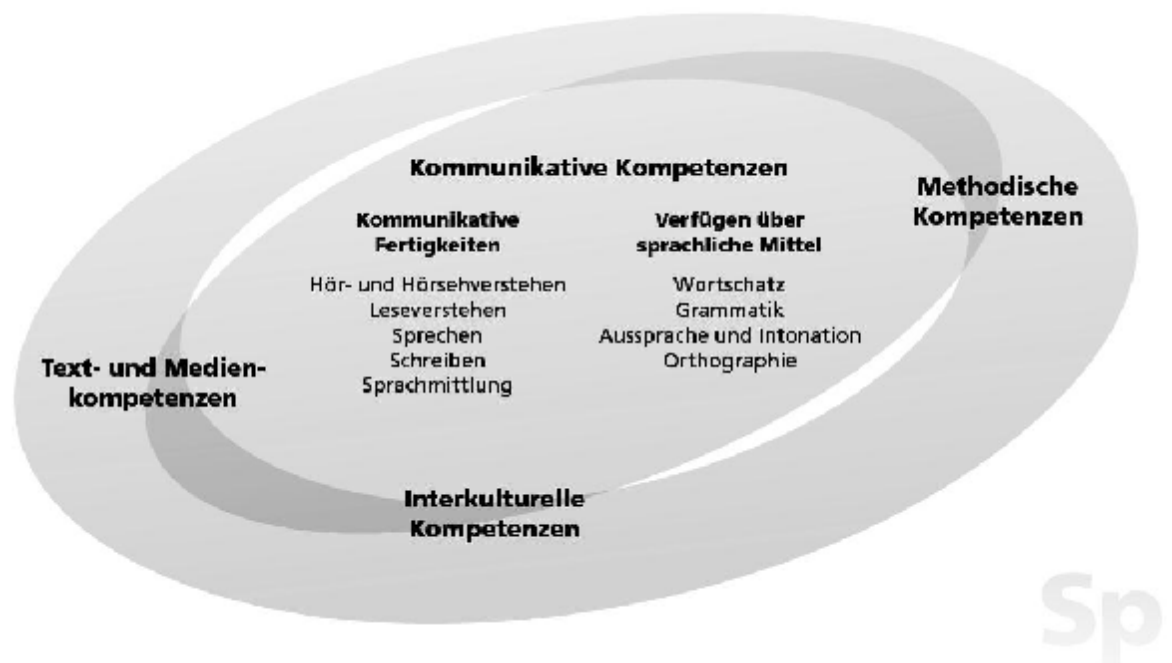 Kommunikative Kompetenzen
Kommunikative
Fertigkeiten
Hör- und Hörsehverstehen
Leseverstehen
Sprechen
Schreiben
Sprachmittlung
Verfügen über
sprachliche Mittel
Wortschatz
Grammatik
Aussprache und Intonation
Orthographie
Methodische
Kompetenzen
Text- und Medien-
kompetenzen
Interkulturelle
Kompetenzen
Sp